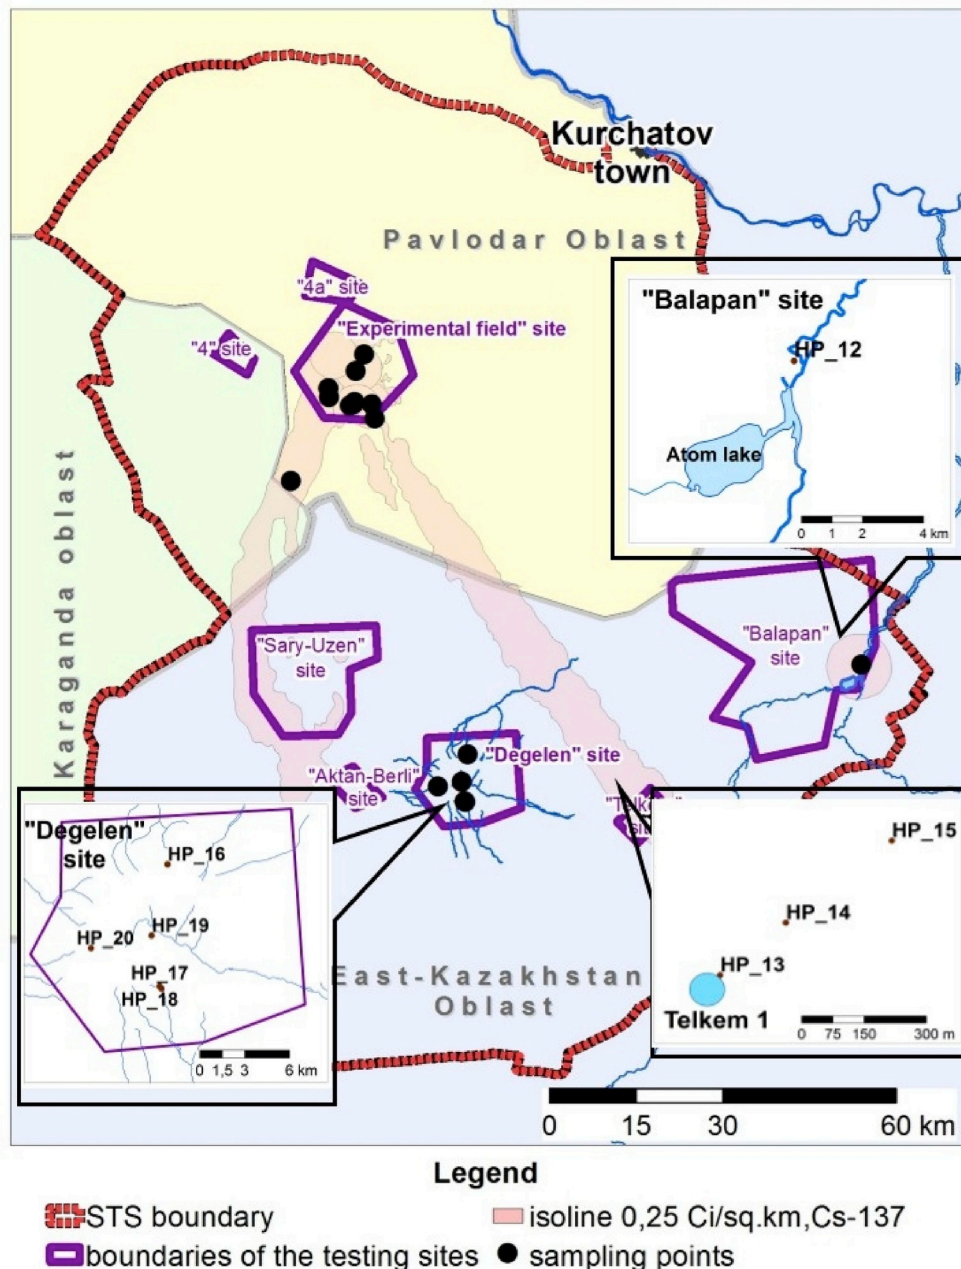 Kurchatov
town
Pavlodar Oblast
"4a" site
"Experimental field" site
"4" site
Karaganda oblast
"Balapan" site
HP_12
Atom lake
0 1 2 4 km
"Balapan"
site
"Sary-Uzen"
site
"Degelen" site
"Aktan-Berli"
site
"Degelen"
site
HP_16
HP_19
HP_20
HP_17
HP_18
0 1,5 3 6 km
East-Kazakhstan
Oblast
HP_15
HP_14
HP_13
Telkem 1
0 75 150 300 m
0 15 30 60 km
Legend
STS boundary
isoline 0,25 Ci/sq.km,Cs-137
boundaries of the testing sites
sampling points